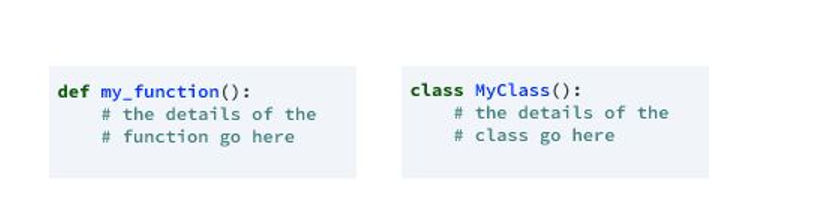 def my_function():
    # the details of the
    # function go here
class MyClass():
    # the details of the
    # class go here